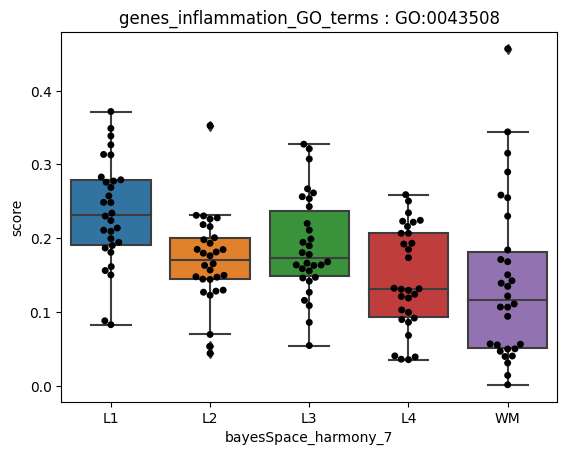 genes_inflammation_GO_terms : GO:0043508
score
0.4
0.3
0.2
0.1
0.0
L1 L2 L3 L4 WM
bayesSpace_harmony_7